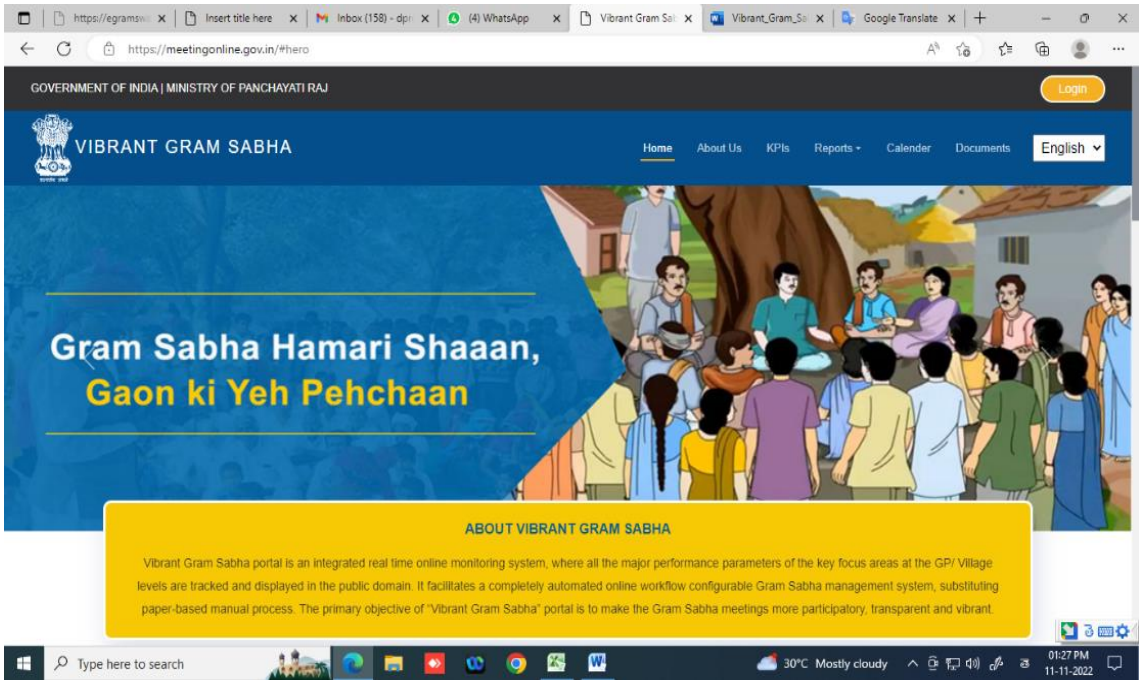 https://egramswa
Insert title here
Inbox (158) - dpr
(4) WhatsApp
Vibrant Gram Sab
Vibrant_Gram_Sa
Google Translate
https://meetingonline.gov.in/#hero
GOVERNMENT OF INDIA | MINISTRY OF PANCHAYATI RAJ
Login
VIBRANT GRAM SABHA
Home About Us KPIs Reports Calender Documents English
Gram Sabha Hamari Shaaan,
Gaon ki Yeh Pehchaan
ABOUT VIBRANT GRAM SABHA
Vibrant Gram Sabha portal is an integrated real time online monitoring system, where all the major performance parameters of the key focus areas at the GP/ Village
levels are tracked and displayed in the public domain. It facilitates a completely automated online workflow configurable Gram Sabha management system, substituting
paper-based manual process. The primary objective of "Vibrant Gram Sabha" portal is to make the Gram Sabha meetings more participatory, transparent and vibrant.
Type here to search
30°C Mostly cloudy
01:27 PM
11-11-2022